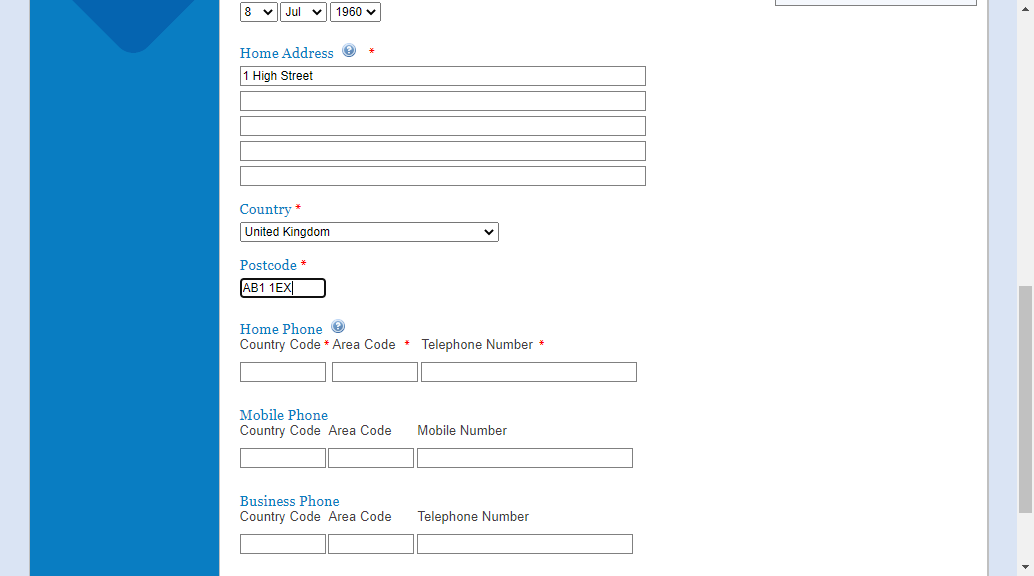 8 Jul 1960
Home Address *
1 High Street
Country *
United Kingdom
Postcode *
AB1 1EX
Home Phone
Country Code * Area Code * Telephone Number *
Mobile Phone
Country Code Area Code Mobile Number
Business Phone
Country Code Area Code Telephone Number